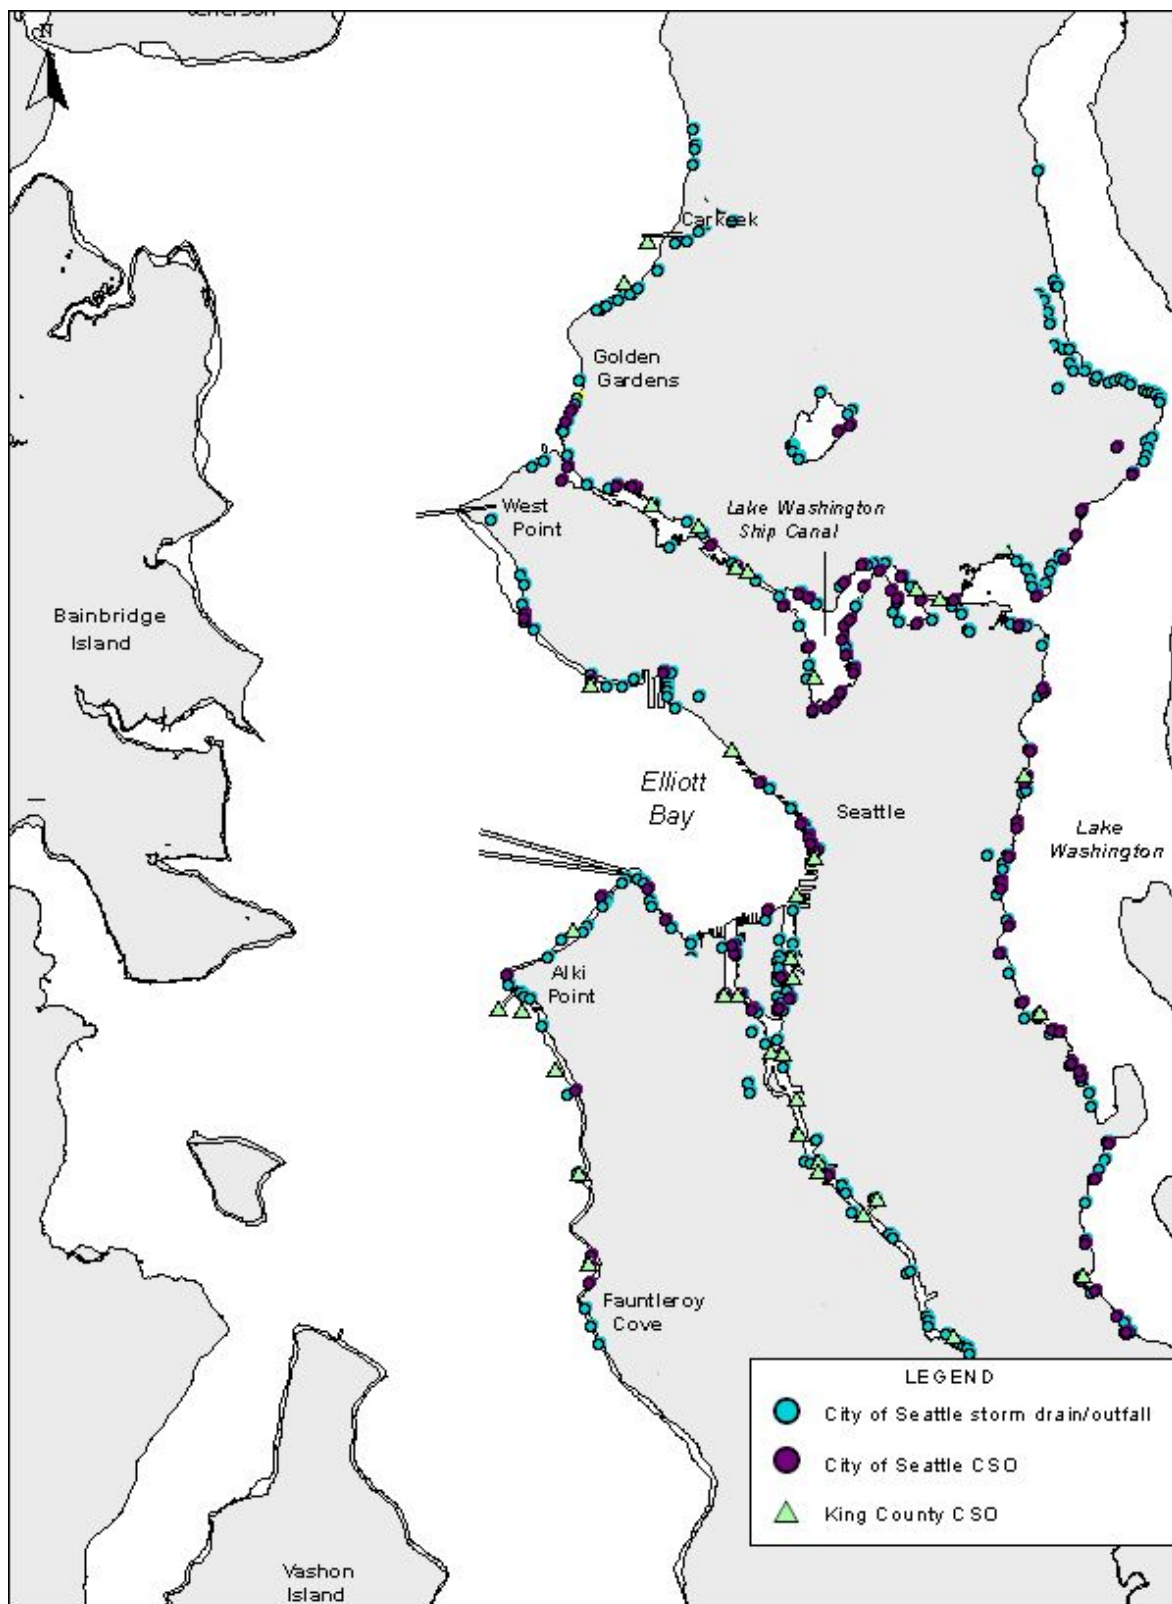 N
Carkeek
Golden
Gardens
West
Point
Lake Washington
Ship Canal
Bainbridge
Island
Elliott
Bay
Seattle
Lake
Washington
Alki
Point
Fauntleroy
Cove
LEGEND
City of Seattle storm drain/outfall
City of Seattle CSO
King County CSO
Vashon
Island